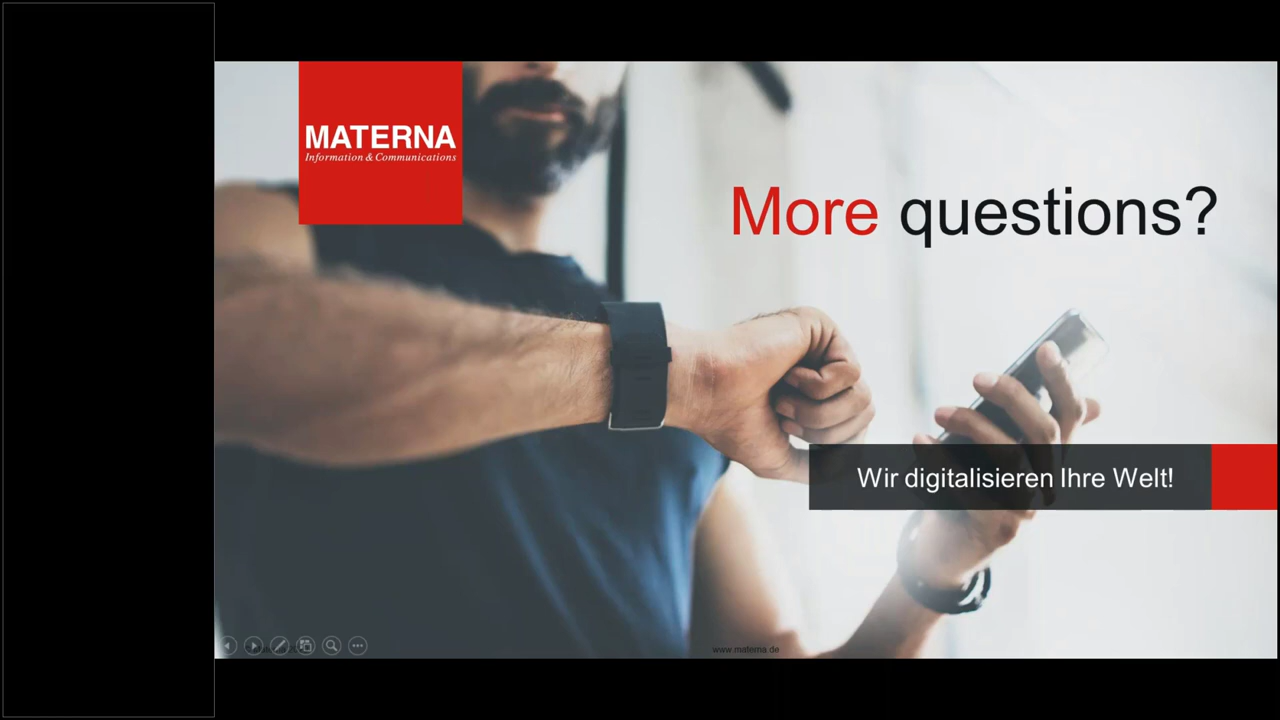 MATERNA
Information & Communications
More questions?
Wir digitalisieren Ihre Welt!
www.materna.de